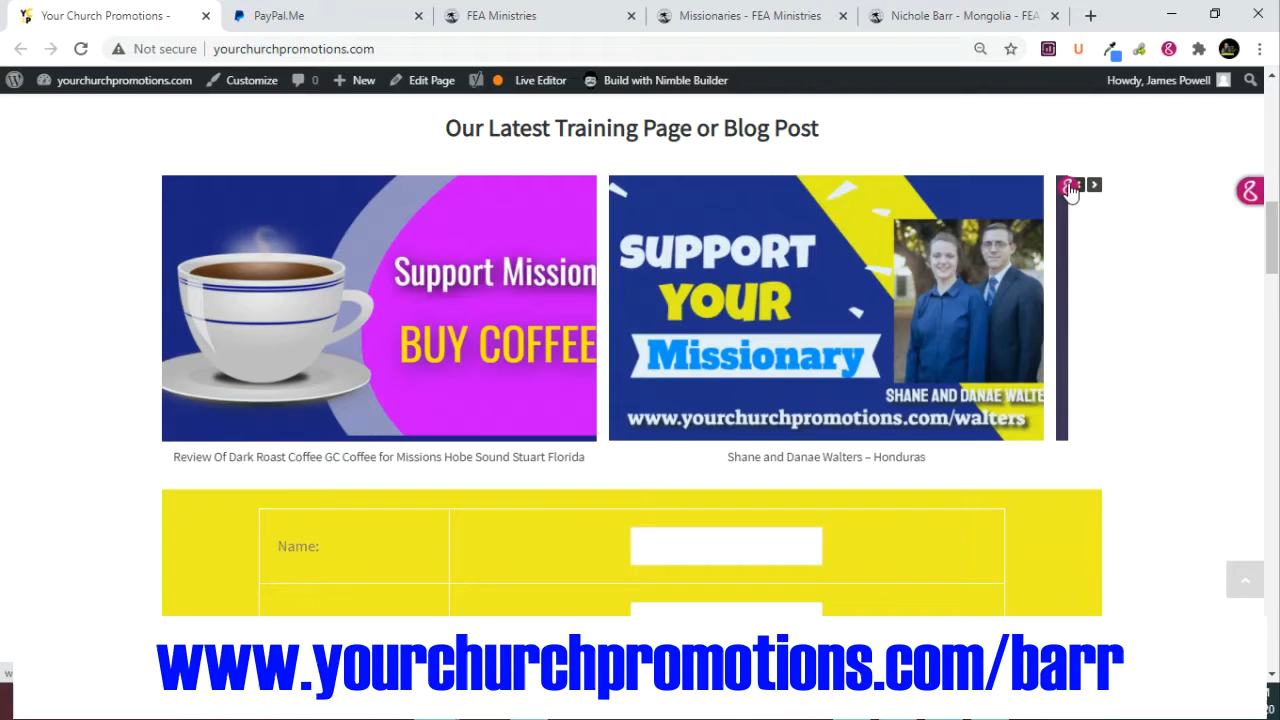 Your Church Promotions -
PayPal.Me
FEA Ministries
Missionaries - FEA Ministries
Nichole Barr - Mongolia - FEA
Not secure
yourchurchpromotions.com
yourchurchpromotions.com
Customize
0
New
Edit Page
Live Editor
Build with Nimble Builder
Howdy, James Powell
Our Latest Training Page or Blog Post
Support Mission
BUY COFFEE
SUPPORT
YOUR
Missionary
SHANE AND DANAE WALTE
www.yourchurchpromotions.com/walters
Review Of Dark Roast Coffee GC Coffee for Missions Hobe Sound Stuart Florida
Shane and Danae Walters – Honduras
Name:
www.yourchurchpromotions.com/barr